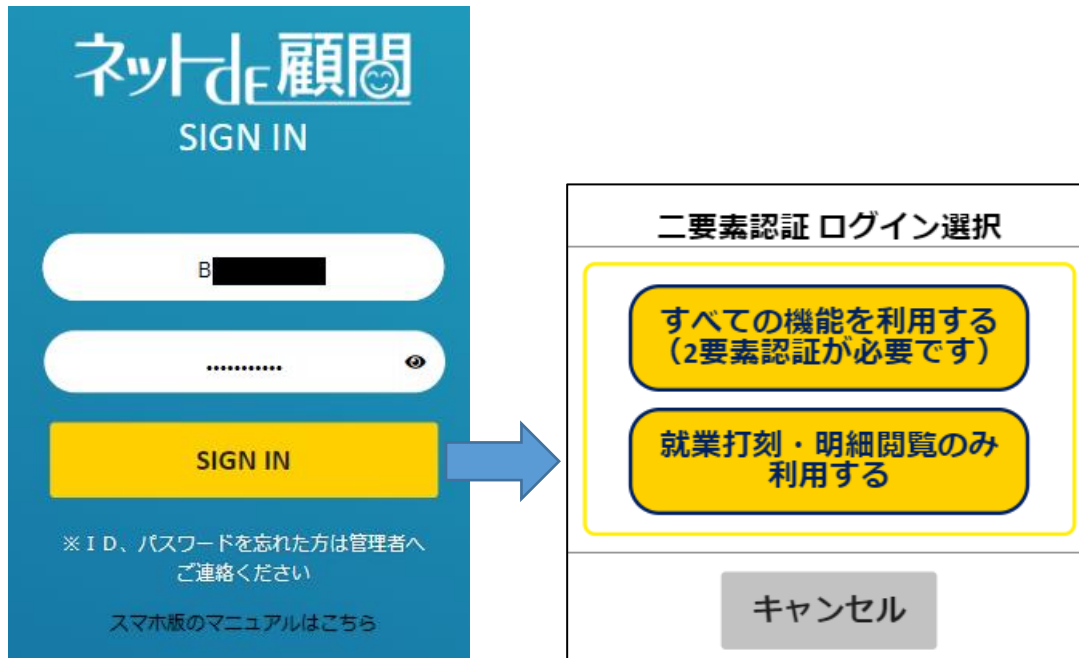 ネットdE顧問
SIGN IN
B
SIGN IN
※ＩＤ、パスワードを忘れた方は管理者へ
ご連絡ください
スマホ版のマニュアルはこちら
二要素認証 ログイン選択
すべての機能を利用する
（2要素認証が必要です）
就業打刻・明細閲覧のみ
利用する
キャンセル